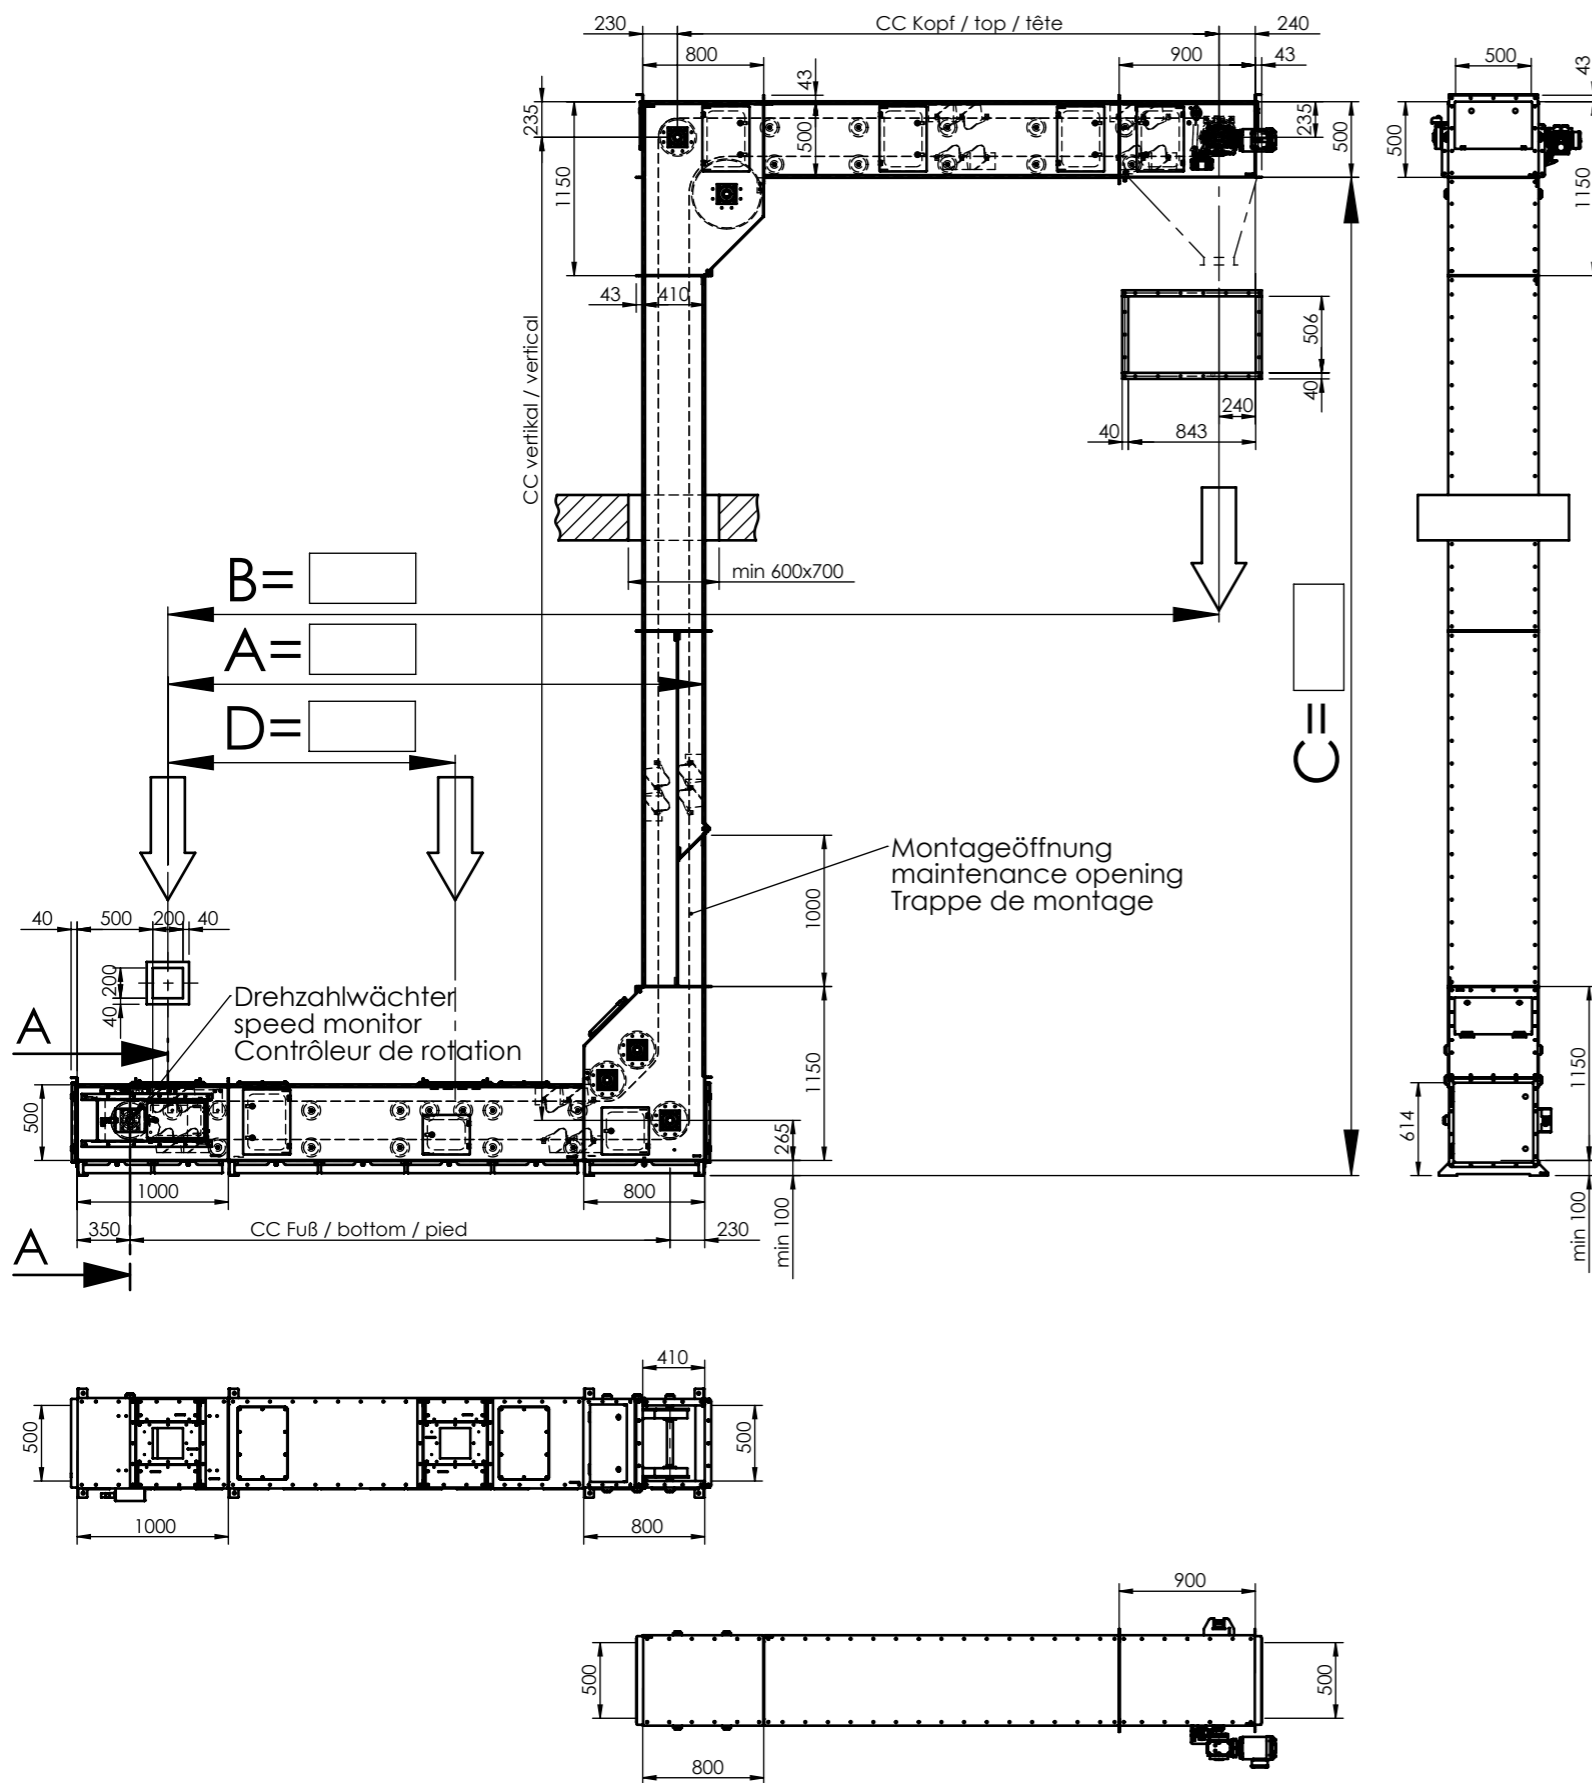 230
CC Kopf / top / tête
240
800
900
43
500
43
43
235
500
235
500
500
1150
1150
43
410
CC vertikal / vertical
506
40
240
40
843
min 600x700
B=
A=
D=
C=
Montageöffnung
maintenance opening
Trappe de montage
1000
40
500
200
40
200
40
Drehzahlwächter
speed monitor
Contrôleur de rotation
A
500
1150
265
1150
614
1000
800
min 100
min 100
350
CC Fuß / bottom / pied
230
A
410
500
500
1000
800
900
500
500
800